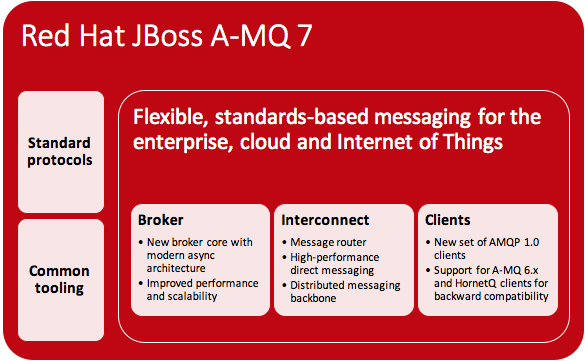 Red Hat JBoss A-MQ 7
Standard
protocols
Common
tooling
Flexible, standards-based messaging for the
enterprise, cloud and Internet of Things
Broker
• New broker core with
modern async
architecture
• Improved performance
and scalability
Interconnect
• Message router
• High-performance
direct messaging
• Distributed messaging
backbone
Clients
• New set of AMQP 1.0
clients
• Support for A-MQ 6.x
and HornetQ clients for
backward compatibility